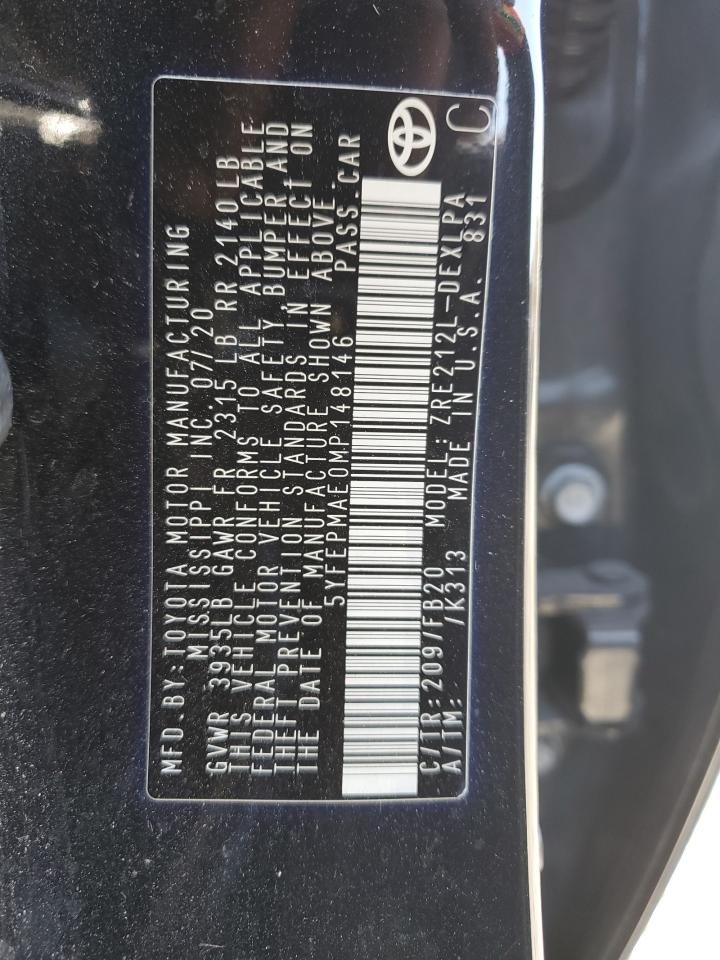 MFD.BY:TOYOTA MOTOR MANUFACTURING
MISSISSIPPI INC. 07/20
GVWR 3935LB GAWR FR 2315 LB RR 2140LB
THIS VEHICLE CONFORMS TO ALL APPLICABLE
FEDERAL MOTOR VEHICLE SAFETY, BUMPER AND
THEFT PREVENTION STANDARDS IN EFFECT ON
THE DATE OF MANUFACTURE SHOWN ABOVE.
5YFEPMAE0MP148146 PASS.CAR
C/TR:209/FB20 MODEL:ZRE212L-DEXLPA
A/TM: /K313 MADE IN U.S.A. 831
C